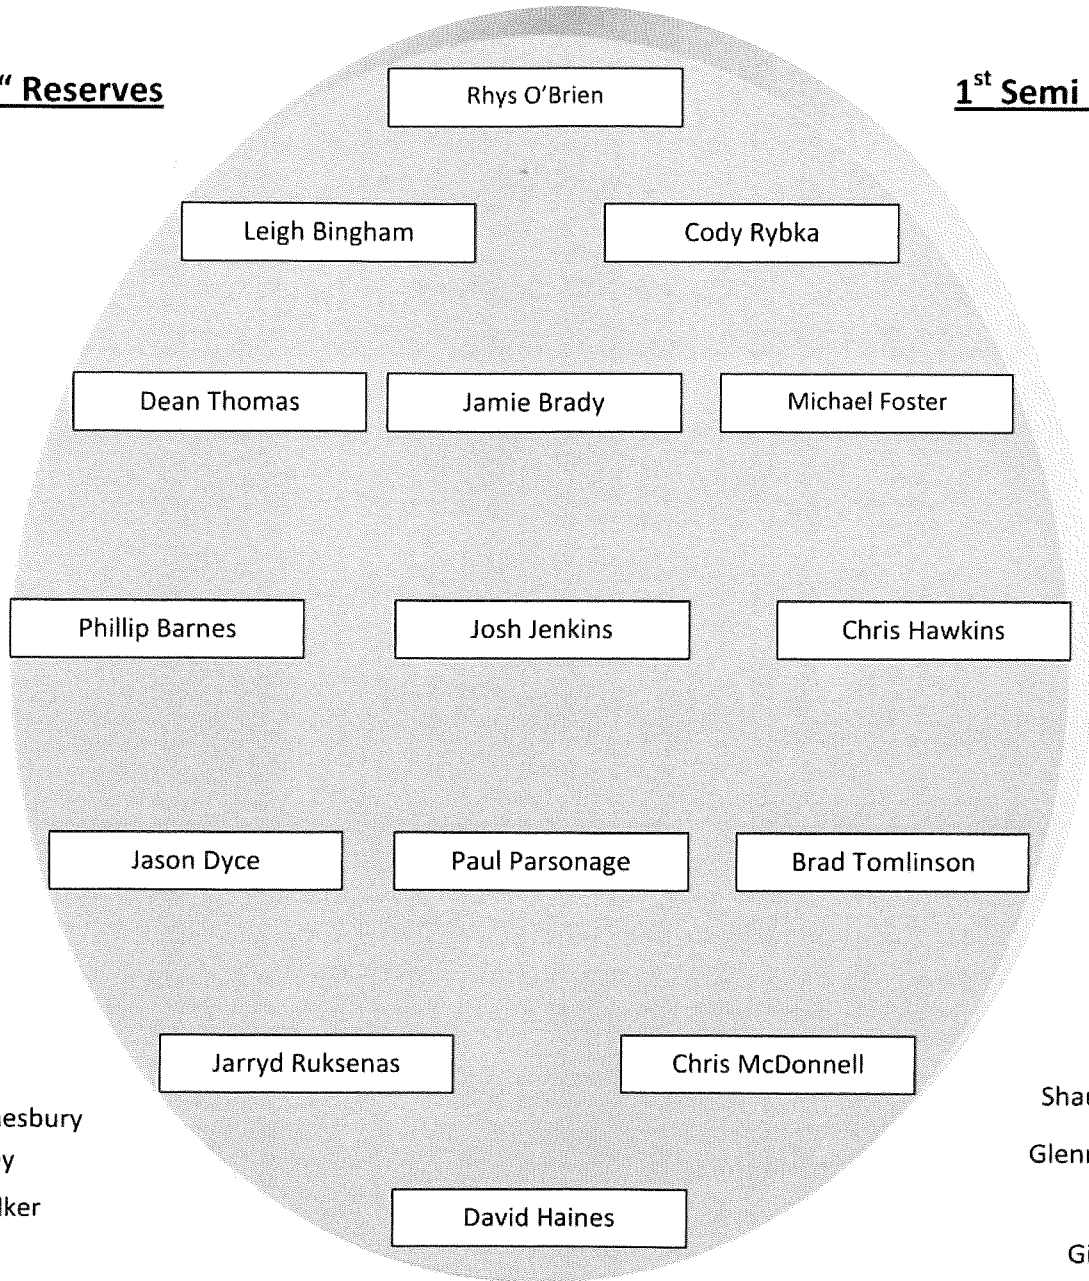 “ Reserves
1st Semi
Rhys O’Brien
Leigh Bingham Cody Rybka
Dean Thomas Jamie Brady Michael Foster
Phillip Barnes Josh Jenkins Chris Hawkins
Jason Dyce Paul Parsonage Brad Tomlinson
Jarryd Ruksenas Chris McDonnell
David Haines